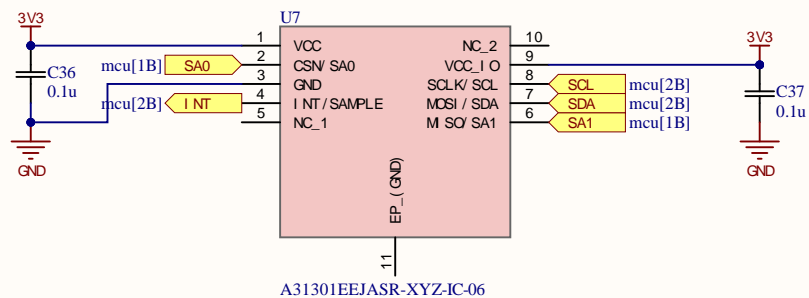 U7
3V3
C36
0.1u
GND
mcu[1B] SA0
mcu[2B] INT
1 VCC
2 CSN/SA0
3 GND
4 INT/SAMPLE
5 NC_1
NC_2 10
VCC_IO 9
SCLK/SCL 8
MOSI/SDA 7
MISO/SA1 6
EP_(GND)
11
SCL mcu[2B]
SDA mcu[2B]
SA1 mcu[1B]
3V3
C37
0.1u
GND
A31301EEJASR-XYZ-IC-06